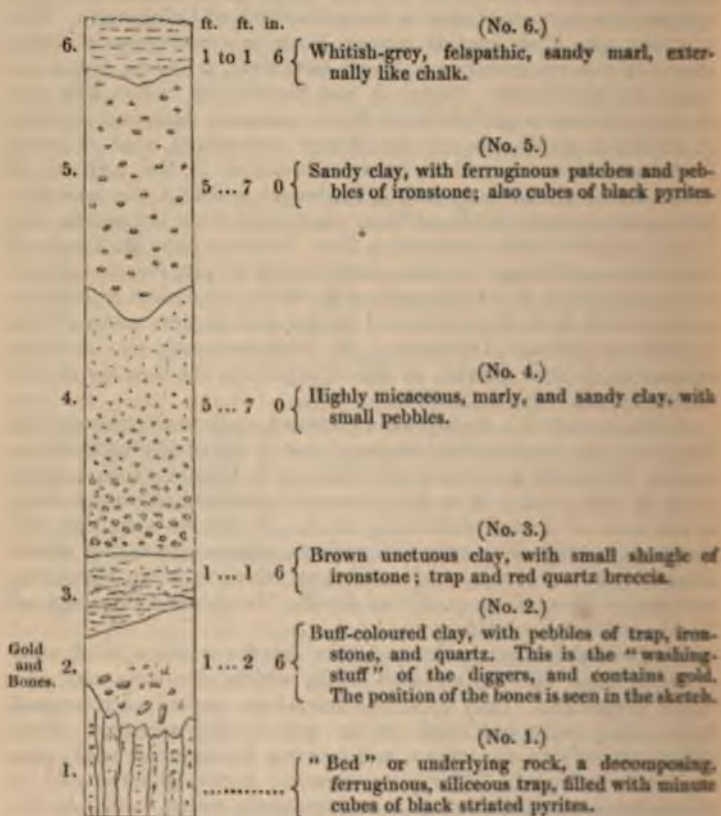 ft. ft. in.
(No. 6.)
6. 1 to 1 6 { Whitish-grey, felspathic, sandy marl, exter-
nally like chalk.
(No. 5.)
5. 5 ... 7 0 { Sandy clay, with ferruginous patches and peb-
bles of ironstone; also cubes of black pyrites.
(No. 4.)
4. 5 ... 7 0 { Highly micaceous, marly, and sandy clay, with
small pebbles.
(No. 3.)
3. 1 ... 1 6 { Brown unctuous clay, with small shingle of
ironstone; trap and red quartz breccia.
(No. 2.)
Gold
and
Bones.
2. 1 ... 2 6 { Buff-coloured clay, with pebbles of trap, iron-
stone, and quartz. This is the "washing-
stuff" of the diggers, and contains gold.
The position of the bones is seen in the sketch.
(No. 1.)
1. ............ { "Bed" or underlying rock, a decomposing,
ferruginous, siliceous trap, filled with minute
cubes of black striated pyrites.